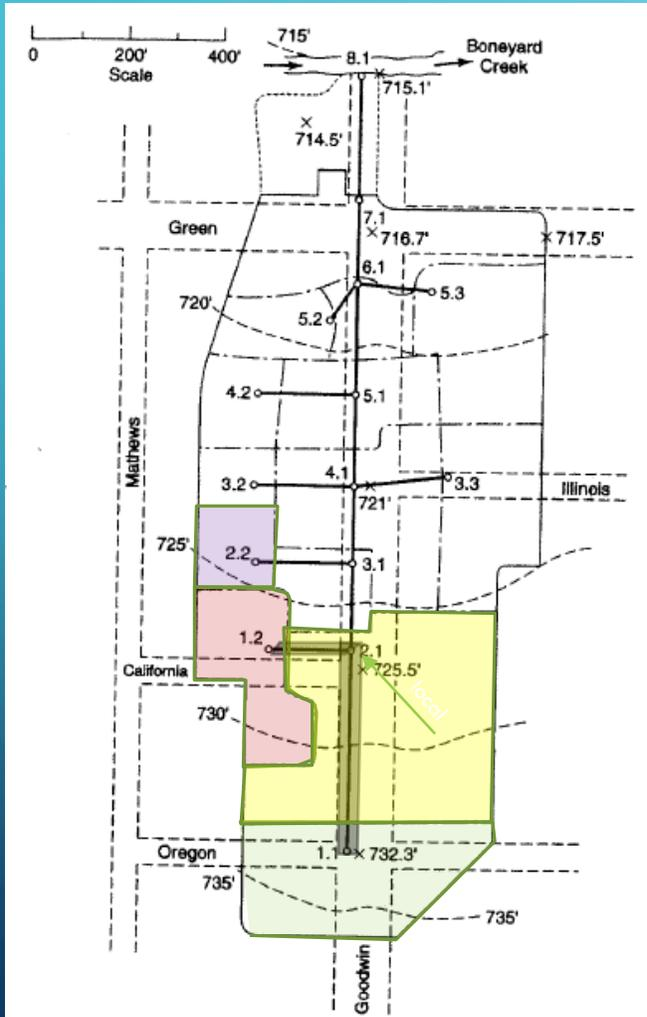 715'
8.1
Boneyard
Creek
0 200' 400'
Scale
715.1'
714.5'
Green
7.1
716.7'
717.5'
6.1
5.3
720'
5.2
4.2
5.1
Mathews
4.1
3.2
3.3
721'
Illinois
725'
2.2
3.1
1.2
2.1
California
725.5'
local
730'
Oregon
1.1
732.3'
735'
735'
Goodwin